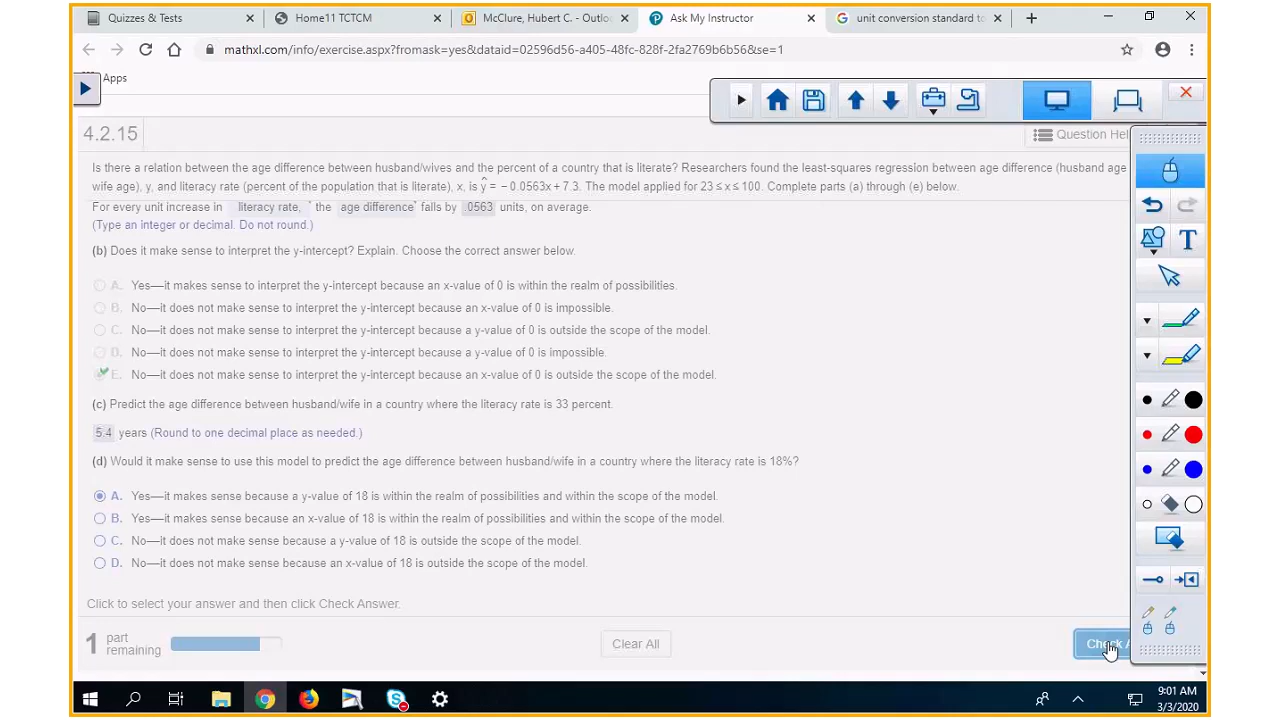 Quizzes & Tests
Home11 TCTCM
McClure, Hubert C. - Outlo
Ask My Instructor
unit conversion standard to
mathxl.com/info/exercise.aspx?fromask=yes&dataid=02596d56-a405-48fc-828f-2fa2769b6b56&se=1
Apps
4.2.15
Question Hel
Is there a relation between the age difference between husband/wives and the percent of a country that is literate? Researchers found the least-squares regression between age difference (husband age
wife age), y, and literacy rate (percent of the population that is literate), x, is ŷ = − 0.0563x + 7.3. The model applied for 23 ≤ x ≤ 100. Complete parts (a) through (e) below.
For every unit increase in literacy rate, the age difference falls by .0563 units, on average.
(Type an integer or decimal. Do not round.)
(b) Does it make sense to interpret the y-intercept? Explain. Choose the correct answer below.
A. Yes—it makes sense to interpret the y-intercept because an x-value of 0 is within the realm of possibilities.
B. No—it does not make sense to interpret the y-intercept because an x-value of 0 is impossible.
C. No—it does not make sense to interpret the y-intercept because a y-value of 0 is outside the scope of the model.
D. No—it does not make sense to interpret the y-intercept because a y-value of 0 is impossible.
E. No—it does not make sense to interpret the y-intercept because an x-value of 0 is outside the scope of the model.
(c) Predict the age difference between husband/wife in a country where the literacy rate is 33 percent.
5.4 years (Round to one decimal place as needed.)
(d) Would it make sense to use this model to predict the age difference between husband/wife in a country where the literacy rate is 18%?
A. Yes—it makes sense because a y-value of 18 is within the realm of possibilities and within the scope of the model.
B. Yes—it makes sense because an x-value of 18 is within the realm of possibilities and within the scope of the model.
C. No—it does not make sense because a y-value of 18 is outside the scope of the model.
D. No—it does not make sense because an x-value of 18 is outside the scope of the model.
Click to select your answer and then click Check Answer.
1 part remaining
Clear All
Check A
T
9:01 AM
3/3/2020